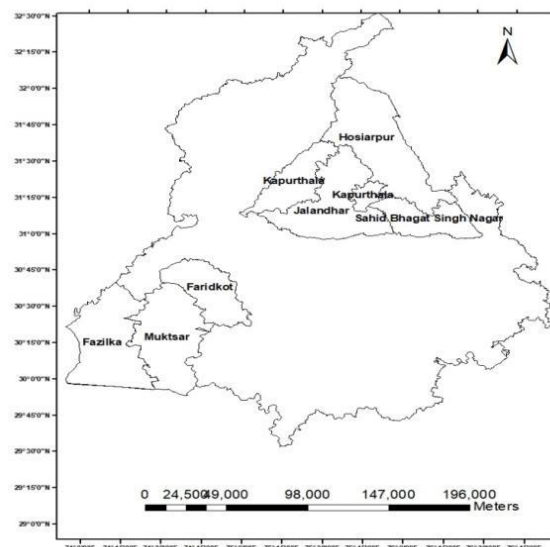 32°30'0"N
N
32°15'0"N
32°0'0"N
31°45'0"N
Hosiarpur
31°30'0"N
Kapurthala
31°15'0"N
Kapurthala
Jalandhar
Sahid Bhagat Singh Nagar
31°0'0"N
30°45'0"N
30°30'0"N
Faridkot
30°15'0"N
Fazilka
Muktsar
30°0'0"N
29°45'0"N
29°30'0"N
29°15'0"N
0 24,500 49,000 98,000 147,000 196,000
Meters
29°0'0"N